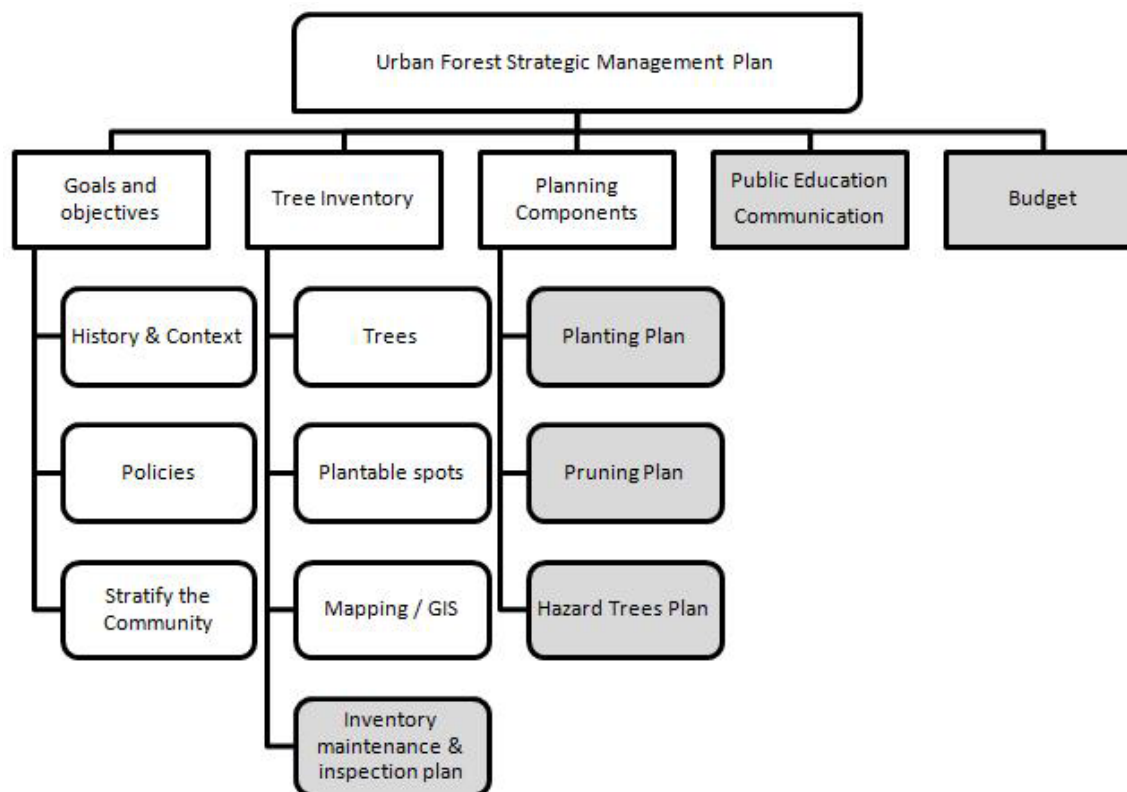 Urban Forest Strategic Management Plan
Goals and
objectives
Tree Inventory
Planning
Components
Public Education
Communication
Budget
History & Context
Trees
Planting Plan
Policies
Plantable spots
Pruning Plan
Stratify the
Community
Mapping / GIS
Hazard Trees Plan
Inventory
maintenance &
inspection plan